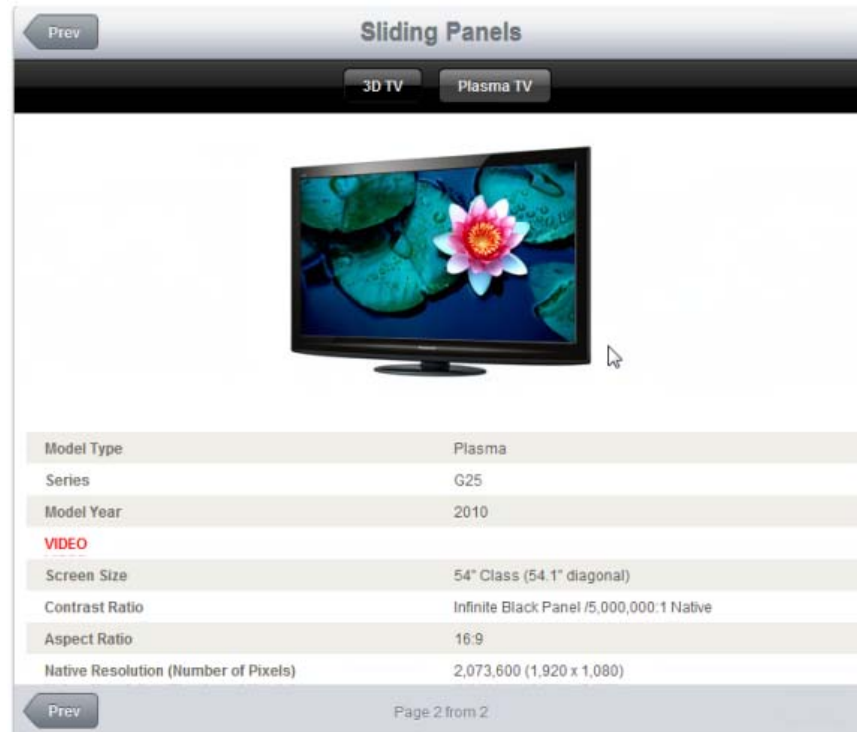 Prev Sliding Panels
3D TV Plasma TV
Model Type Plasma
Series G25
Model Year 2010
VIDEO
Screen Size 54" Class (54.1" diagonal)
Contrast Ratio Infinite Black Panel /5,000,000:1 Native
Aspect Ratio 16:9
Native Resolution (Number of Pixels) 2,073,600 (1,920 x 1,080)
Prev Page 2 from 2